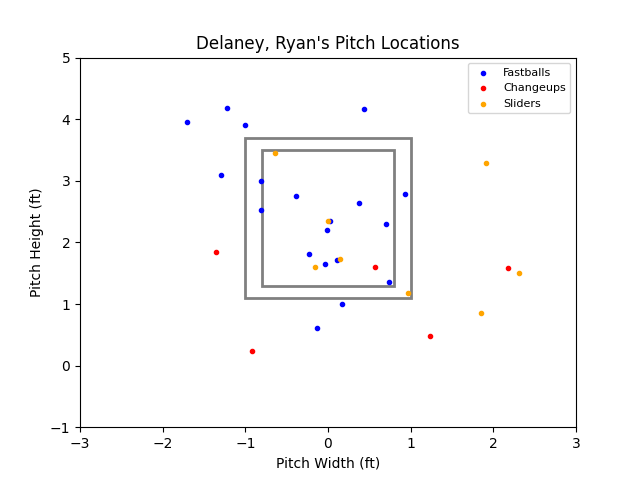 Delaney, Ryan's Pitch Locations
Fastballs
Changeups
Sliders
5
4
3
2
1
0
−1
Pitch Height (ft)
−3 −2 −1 0 1 2 3
Pitch Width (ft)